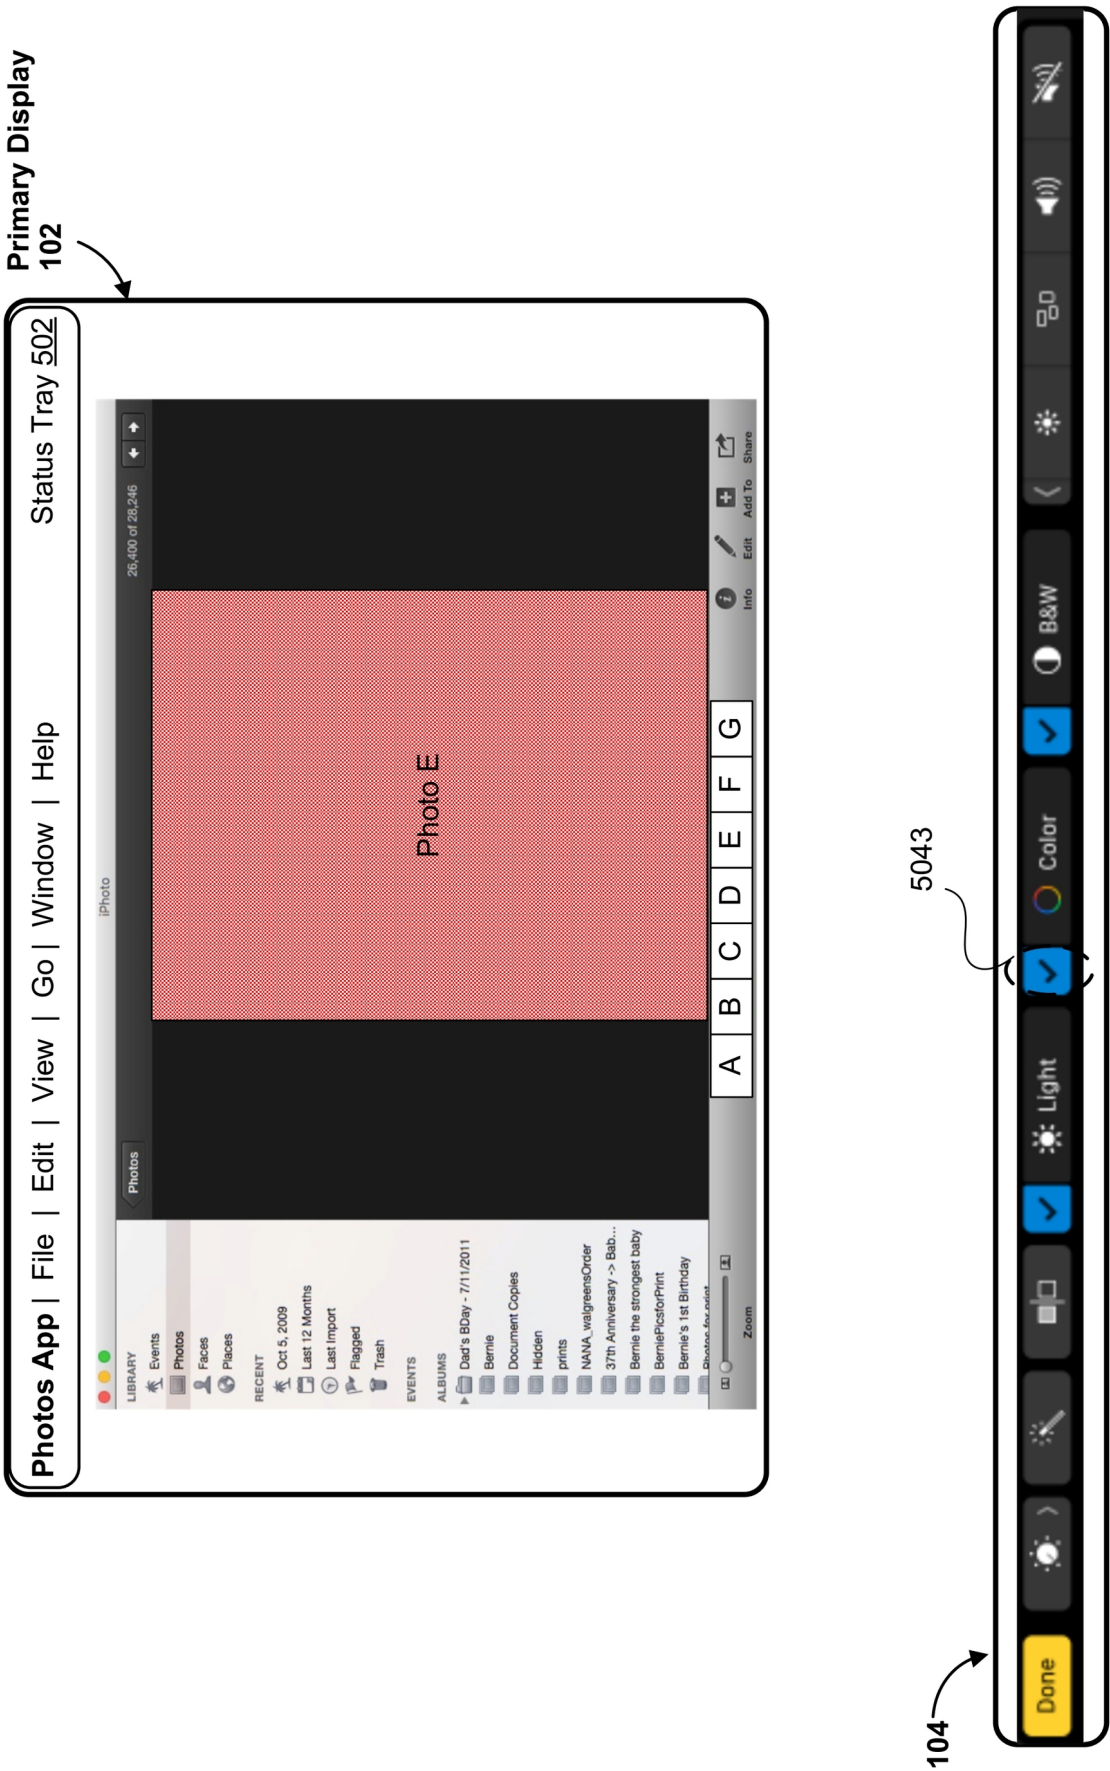 Primary Display
102
Photos App | File | Edit | View | Go | Window | Help
Status Tray 502
iPhoto
Photos
26,400 of 28,246
LIBRARY
Events
Photos
Faces
Places
RECENT
Oct 5, 2009
Last 12 Months
Last Import
Flagged
Trash
EVENTS
ALBUMS
Dad's BDay - 7/11/2011
Bernie
Document Copies
Hidden
prints
NANA_walgreensOrder
37th Anniversary -> Bab...
Bernie the strongest baby
BerniePicsforPrint
Bernie's 1st Birthday
Photos for print
Photo E
A B C D E F G
Zoom
Info Edit Add To Share
5043
104
Done Light Color B&W